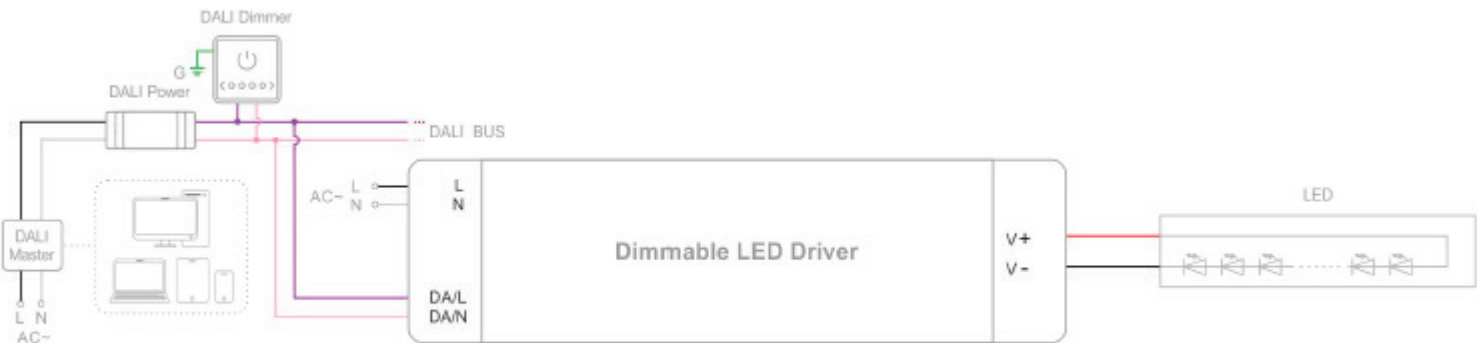 DALI Dimmer
G
DALI Power
DALI BUS
AC~
L
N
L
N
Dimmable LED Driver
V+
V-
LED
DALI
Master
DA/L
DA/N
L N
AC~